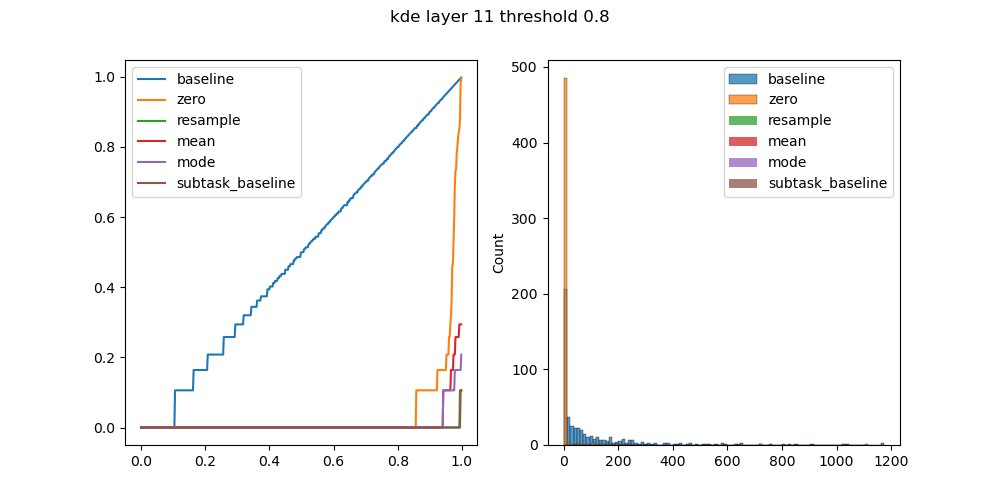 kde layer 11 threshold 0.8
baseline
zero
resample
mean
mode
subtask_baseline
1.0
0.8
0.6
0.4
0.2
0.0
0.0
0.2
0.4
0.6
0.8
1.0
baseline
zero
resample
mean
mode
subtask_baseline
Count
500
400
300
200
100
0
0
200
400
600
800
1000
1200